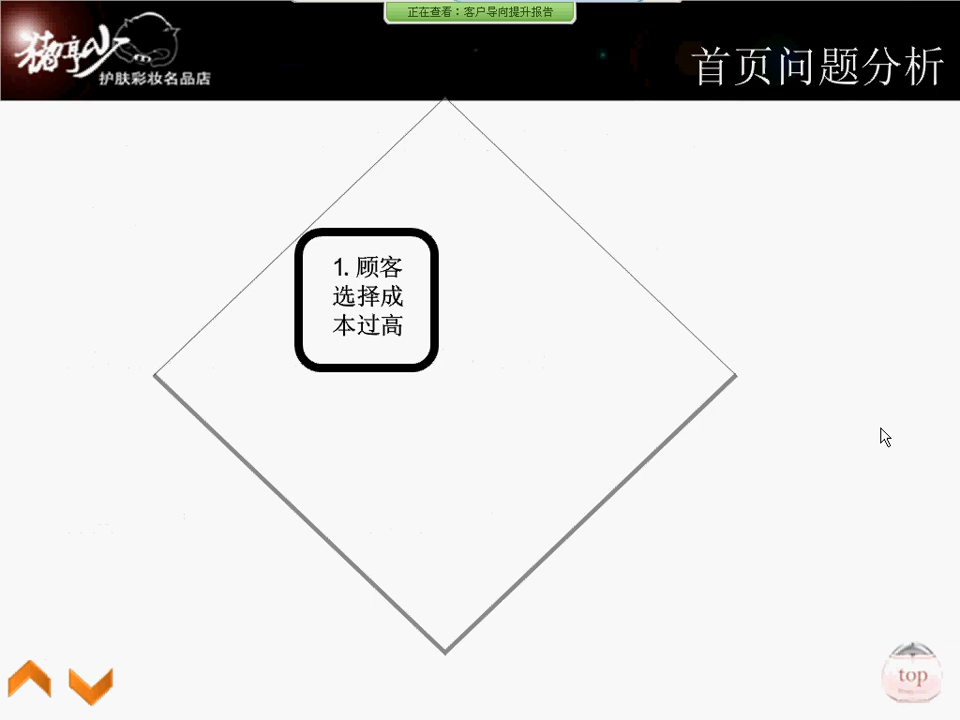 正在查看：客户导向提升报告
护肤彩妆名品店
首页问题分析
1. 顾客
选择成
本过高
top